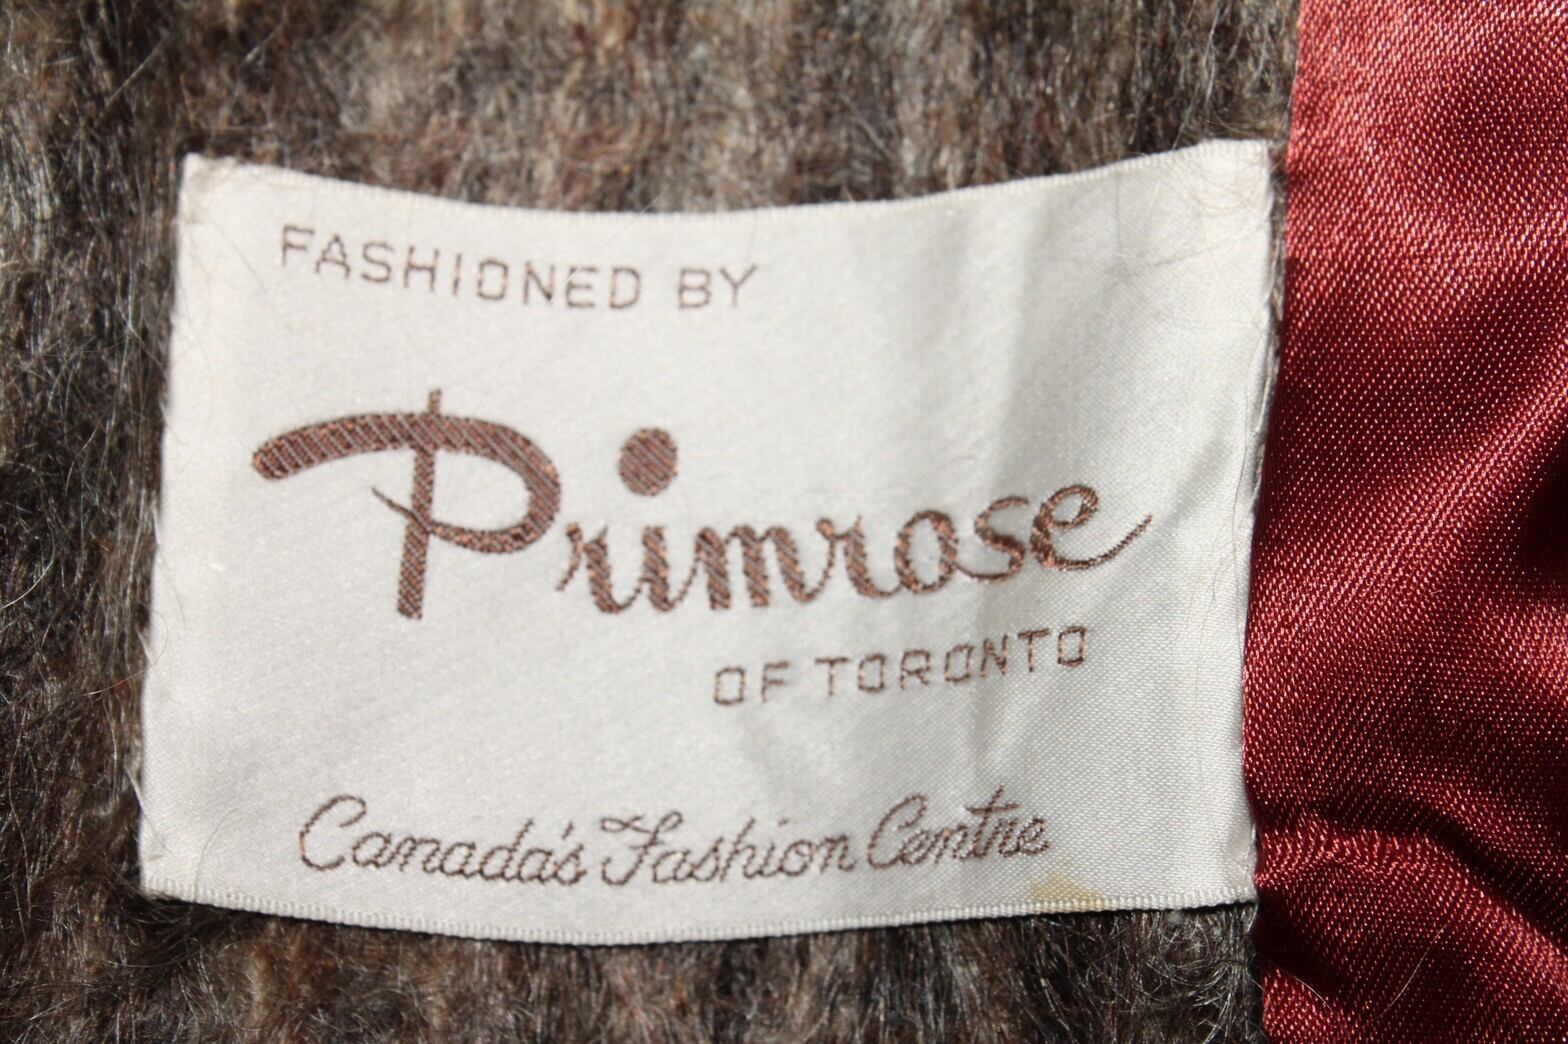 FASHIONED BY
Primrose
OF TORONTO
Canada's Fashion Centre